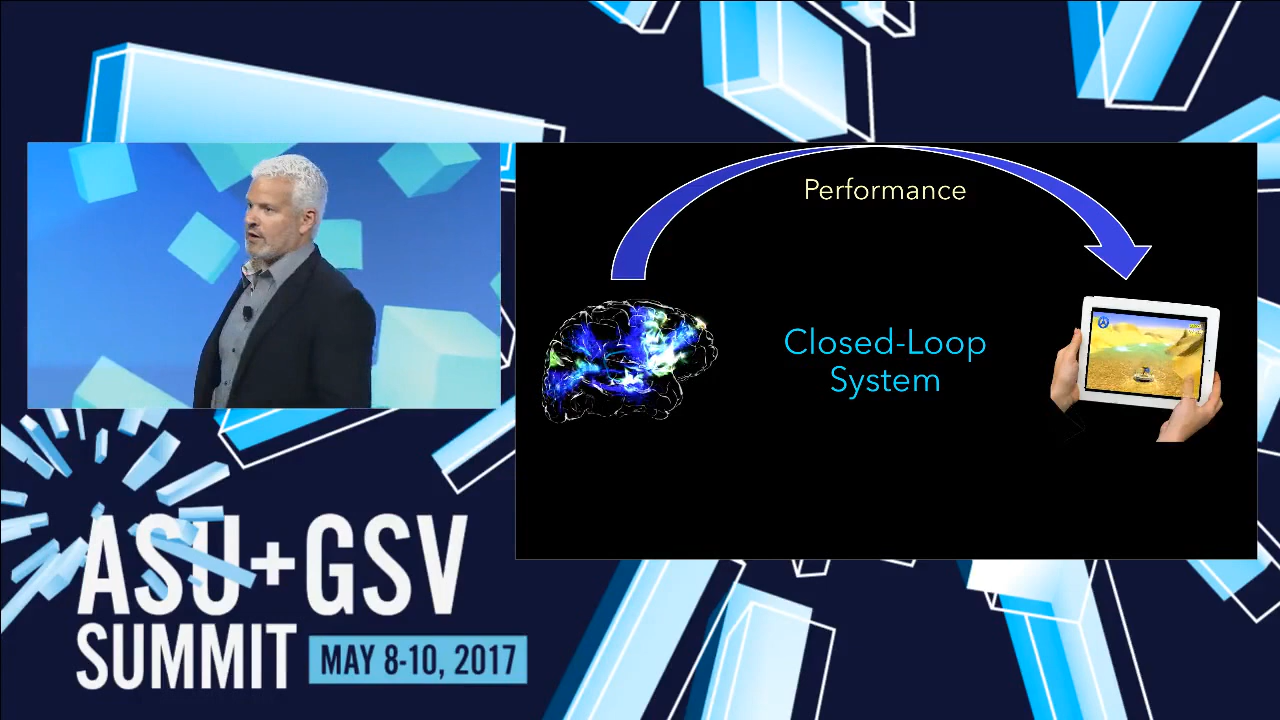 Performance
Closed-Loop
System
ASU+GSV
SUMMIT MAY 8-10, 2017